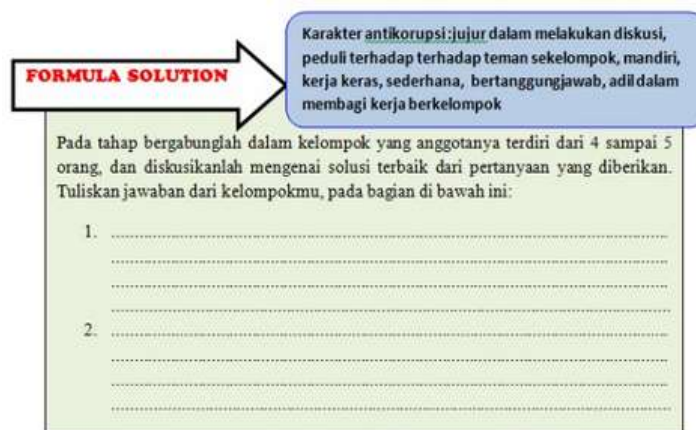 FORMULA SOLUTION
Karakter antikorupsi :jujur dalam melakukan diskusi,
peduli terhadap terhadap teman sekelompok, mandiri,
kerja keras, sederhana, bertanggungjawab, adil dalam
membagi kerja berkelompok
Pada tahap bergabunglah dalam kelompok yang anggotanya terdiri dari 4 sampai 5
orang, dan diskusikanlah mengenai solusi terbaik dari pertanyaan yang diberikan.
Tuliskan jawaban dari kelompokmu, pada bagian di bawah ini:
1.
2.